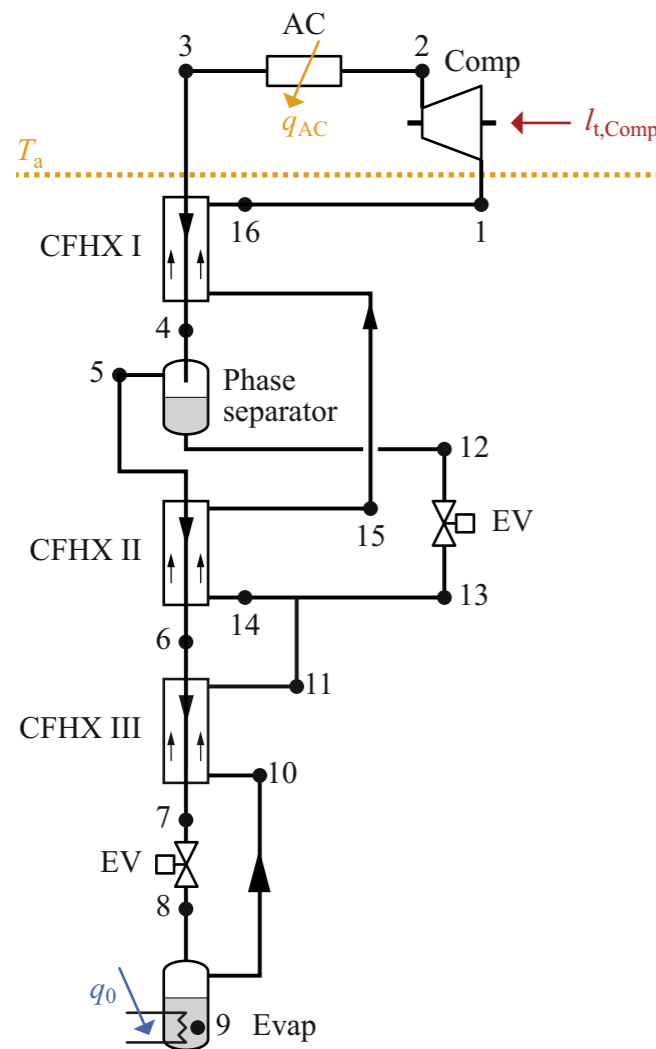 3
AC
2
Comp
q_AC
l_t,Comp
T_a
16
1
CFHX I
4
5
Phase
separator
12
EV
CFHX II
15
14
13
6
11
CFHX III
10
7
EV
8
q_0
9
Evap